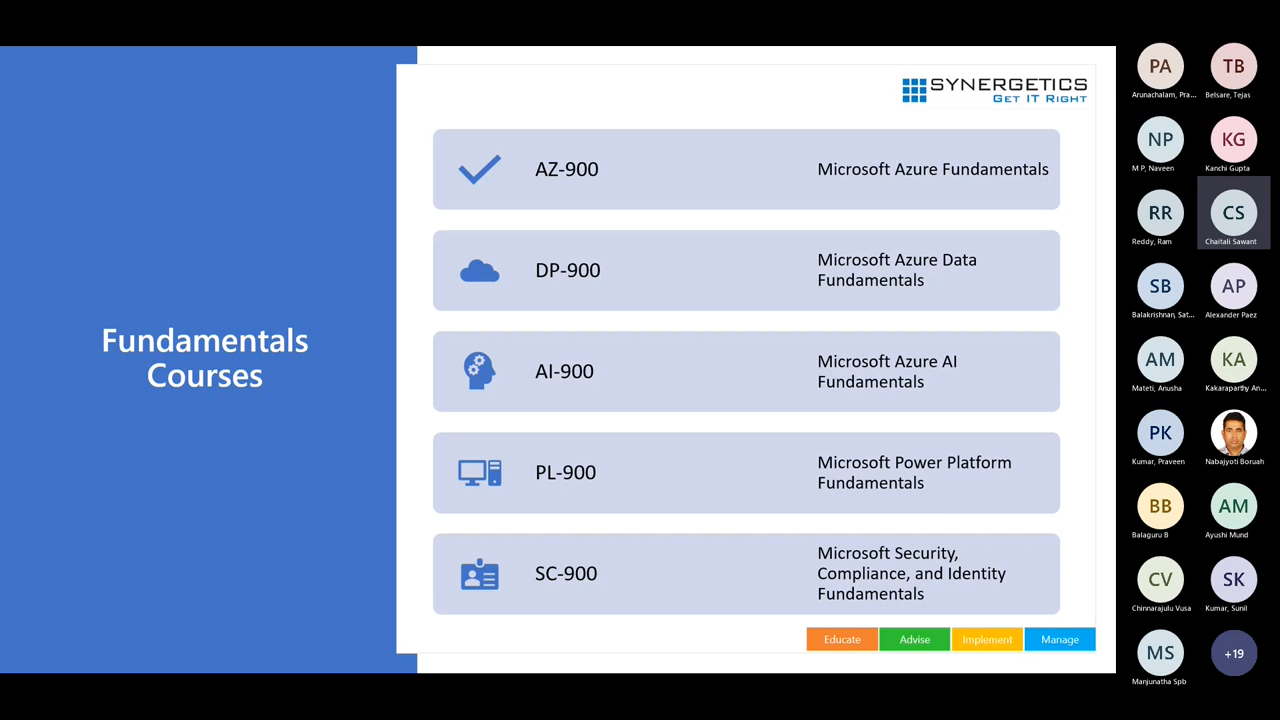 Fundamentals
Courses
SYNERGETICS
GET IT RIGHT
AZ-900
Microsoft Azure Fundamentals
DP-900
Microsoft Azure Data
Fundamentals
AI-900
Microsoft Azure AI
Fundamentals
PL-900
Microsoft Power Platform
Fundamentals
SC-900
Microsoft Security,
Compliance, and Identity
Fundamentals
Educate
Advise
Implement
Manage
PA
TB
Arunachalam, Pra...
Belsare, Tejas
NP
KG
M P, Naveen
Kanchi Gupta
RR
CS
Reddy, Ram
Chaitali Sawant
SB
AP
Balakrishnan, Sat...
Alexander Paez
AM
KA
Mateti, Anusha
Kakaraparthy An...
PK
Kumar, Praveen
Nabajyoti Boruah
BB
AM
Balaguru B
Ayushi Mund
CV
SK
Chinnarajulu Vusa
Kumar, Sunil
MS
+19
Manjunatha Spb